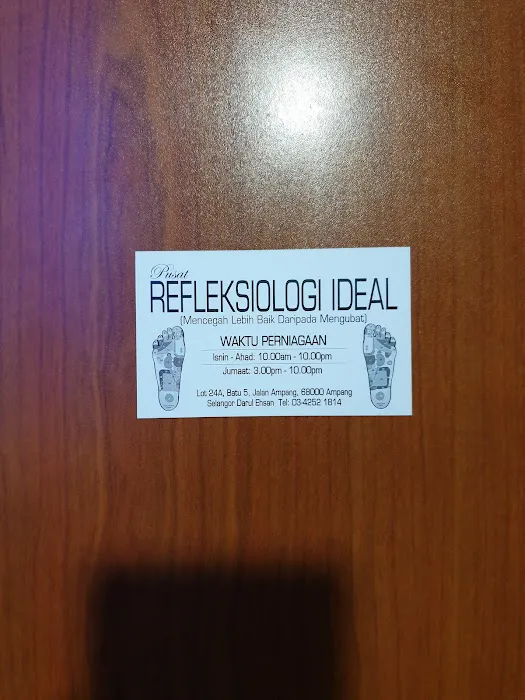 Pusat
REFLEKSIOLOGI IDEAL
(Mencegah Lebih Baik Daripada Mengubat)
WAKTU PERNIAGAAN
Isnin - Ahad: 10.00am - 10.00pm
Jumaat: 3.00pm - 10.00pm
Lot 24A, Batu 5, Jalan Ampang, 68000 Ampang
Selangor Darul Ehsan Tel: 03-4252 1814